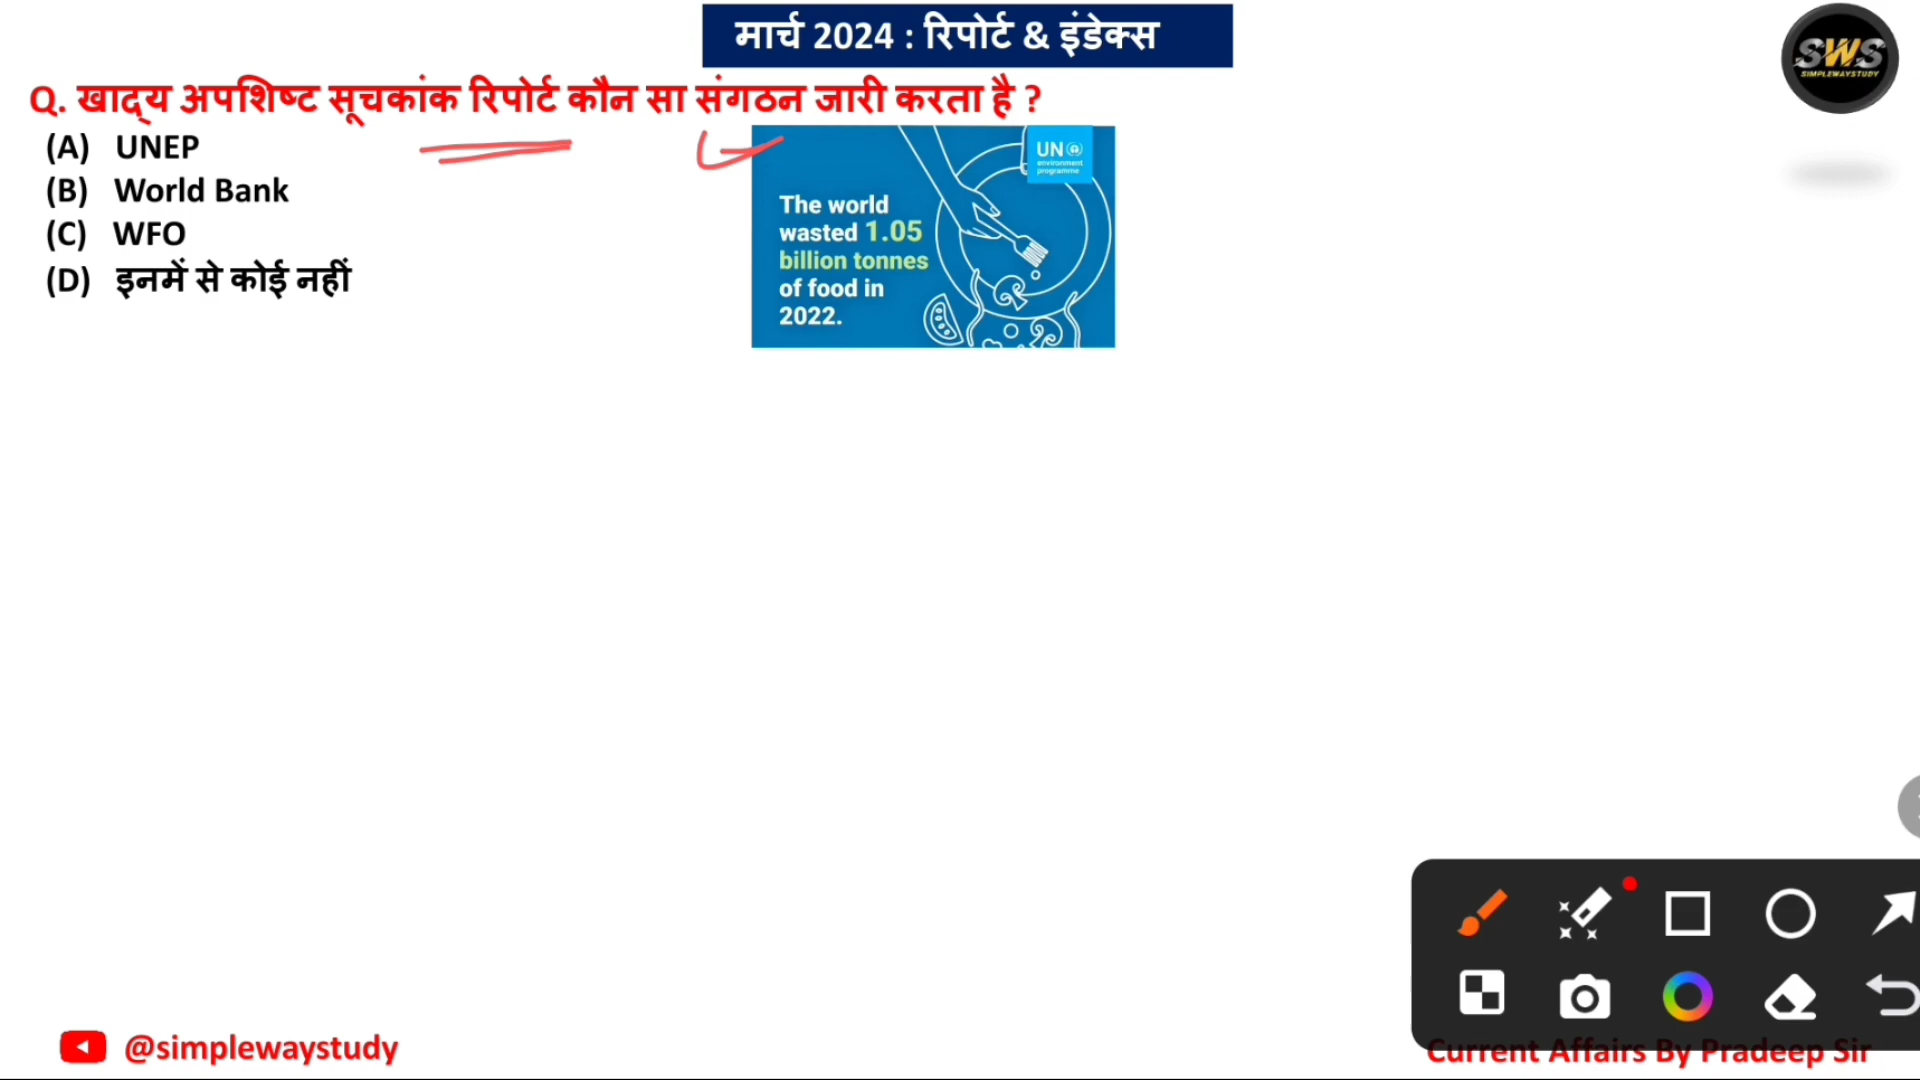 मार्च 2024 : रिपोर्ट & इंडेक्स
SWS
SIMPLEWAYSTUDY
Q. खाद्य अपशिष्ट सूचकांक रिपोर्ट कौन सा संगठन जारी करता है ?
(A) UNEP
(B) World Bank
(C) WFO
(D) इनमें से कोई नहीं
UN
environment
programme
The world
wasted 1.05
billion tonnes
of food in
2022.
@simplewaystudy
Current Affairs By Pradeep Sir